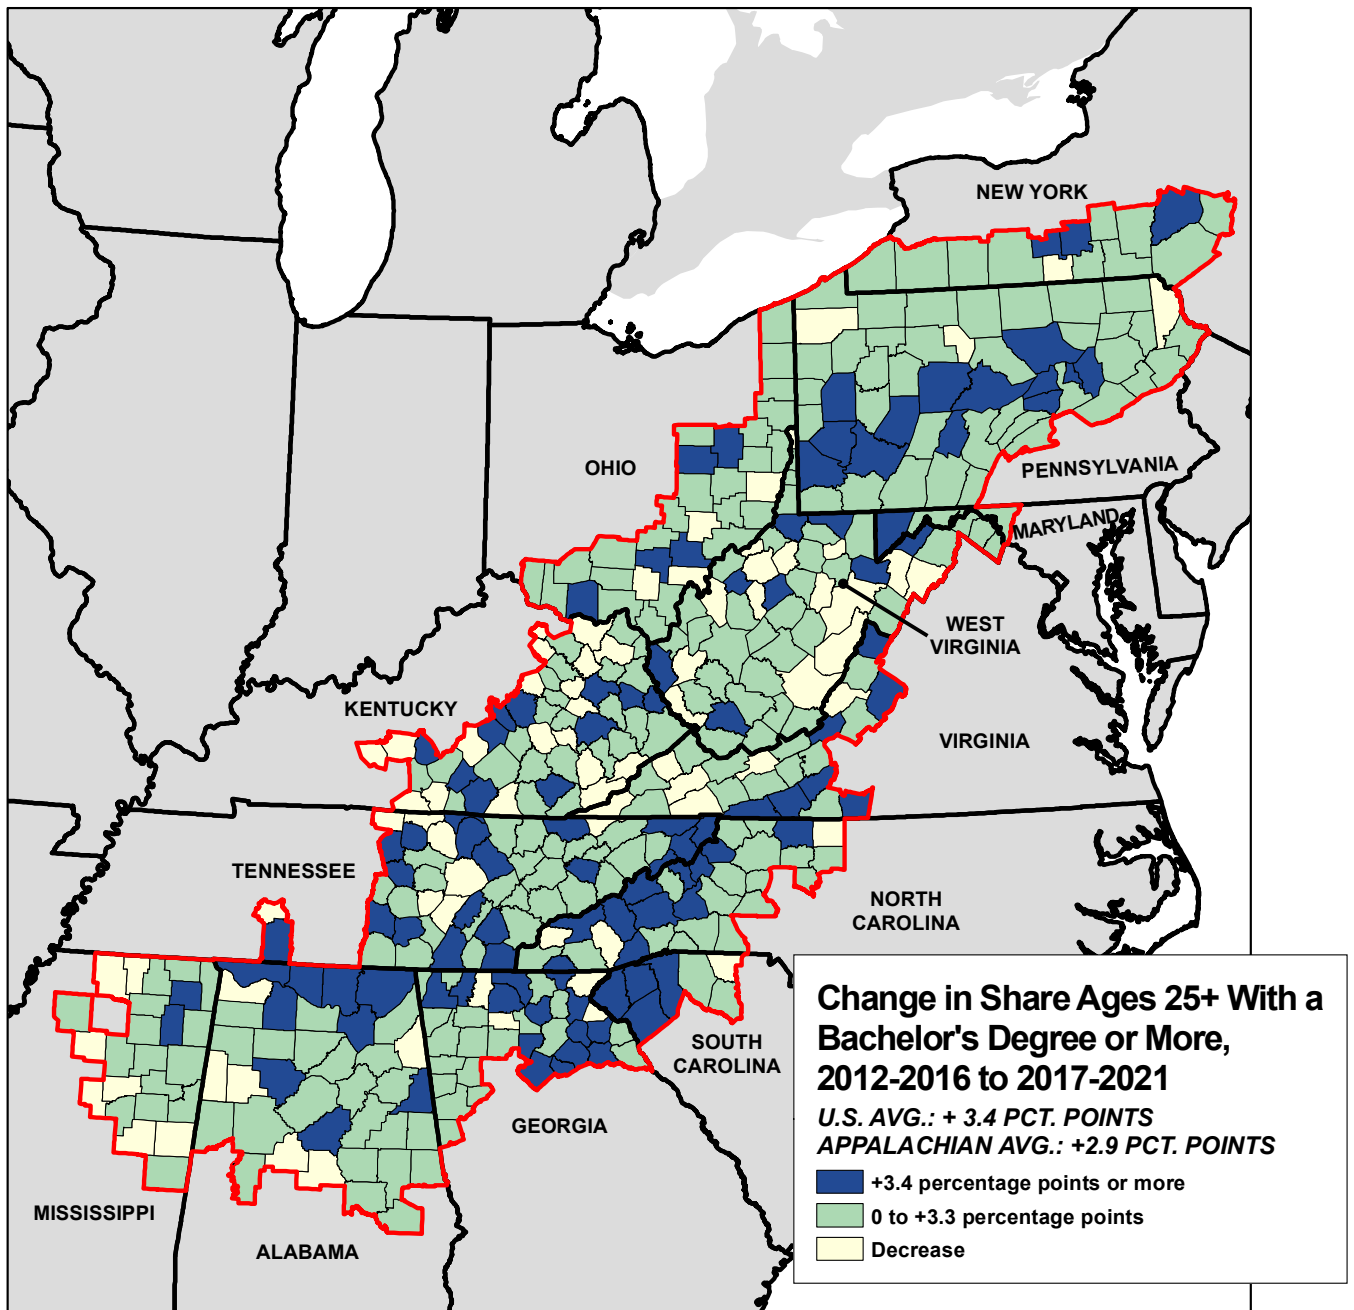 NEW YORK
OHIO
PENNSYLVANIA
MARYLAND
WEST
VIRGINIA
KENTUCKY
VIRGINIA
TENNESSEE
NORTH
CAROLINA
SOUTH
CAROLINA
GEORGIA
MISSISSIPPI
ALABAMA
Change in Share Ages 25+ With a
Bachelor's Degree or More,
2012-2016 to 2017-2021
U.S. AVG.: + 3.4 PCT. POINTS
APPALACHIAN AVG.: +2.9 PCT. POINTS
+3.4 percentage points or more
0 to +3.3 percentage points
Decrease